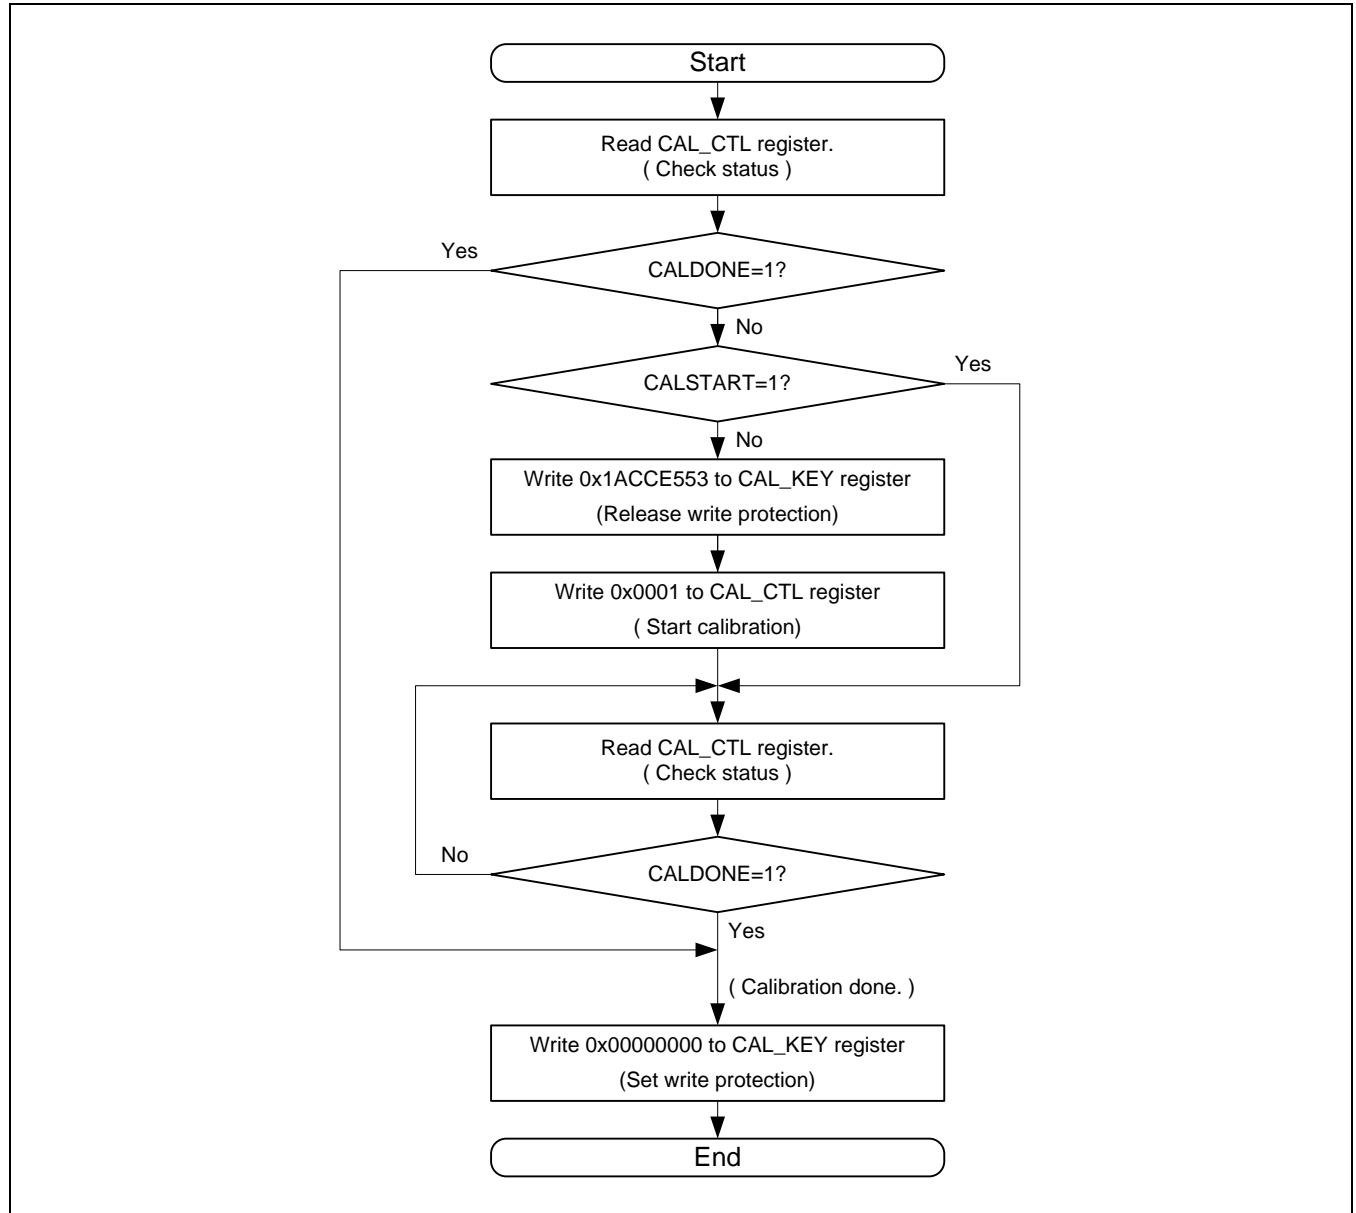 Start
Read CAL_CTL register.
( Check status )
Yes
CALDONE=1?
No
Yes
CALSTART=1?
No
Write 0x1ACCE553 to CAL_KEY register
(Release write protection)
Write 0x0001 to CAL_CTL register
( Start calibration)
Read CAL_CTL register.
( Check status )
No
CALDONE=1?
Yes
( Calibration done. )
Write 0x00000000 to CAL_KEY register
(Set write protection)
End